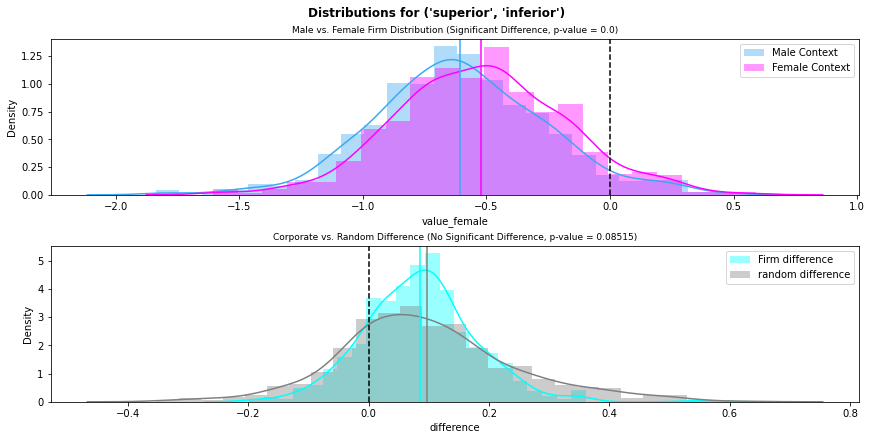 Distributions for ('superior', 'inferior')
Male vs. Female Firm Distribution (Significant Difference, p-value = 0.0)
Male Context
Female Context
Density
1.25
1.00
0.75
0.50
0.25
0.00
−2.0 −1.5 −1.0 −0.5 0.0 0.5 1.0
value_female
Corporate vs. Random Difference (No Significant Difference, p-value = 0.08515)
Firm difference
random difference
Density
5
4
3
2
1
0
−0.4 −0.2 0.0 0.2 0.4 0.6 0.8
difference